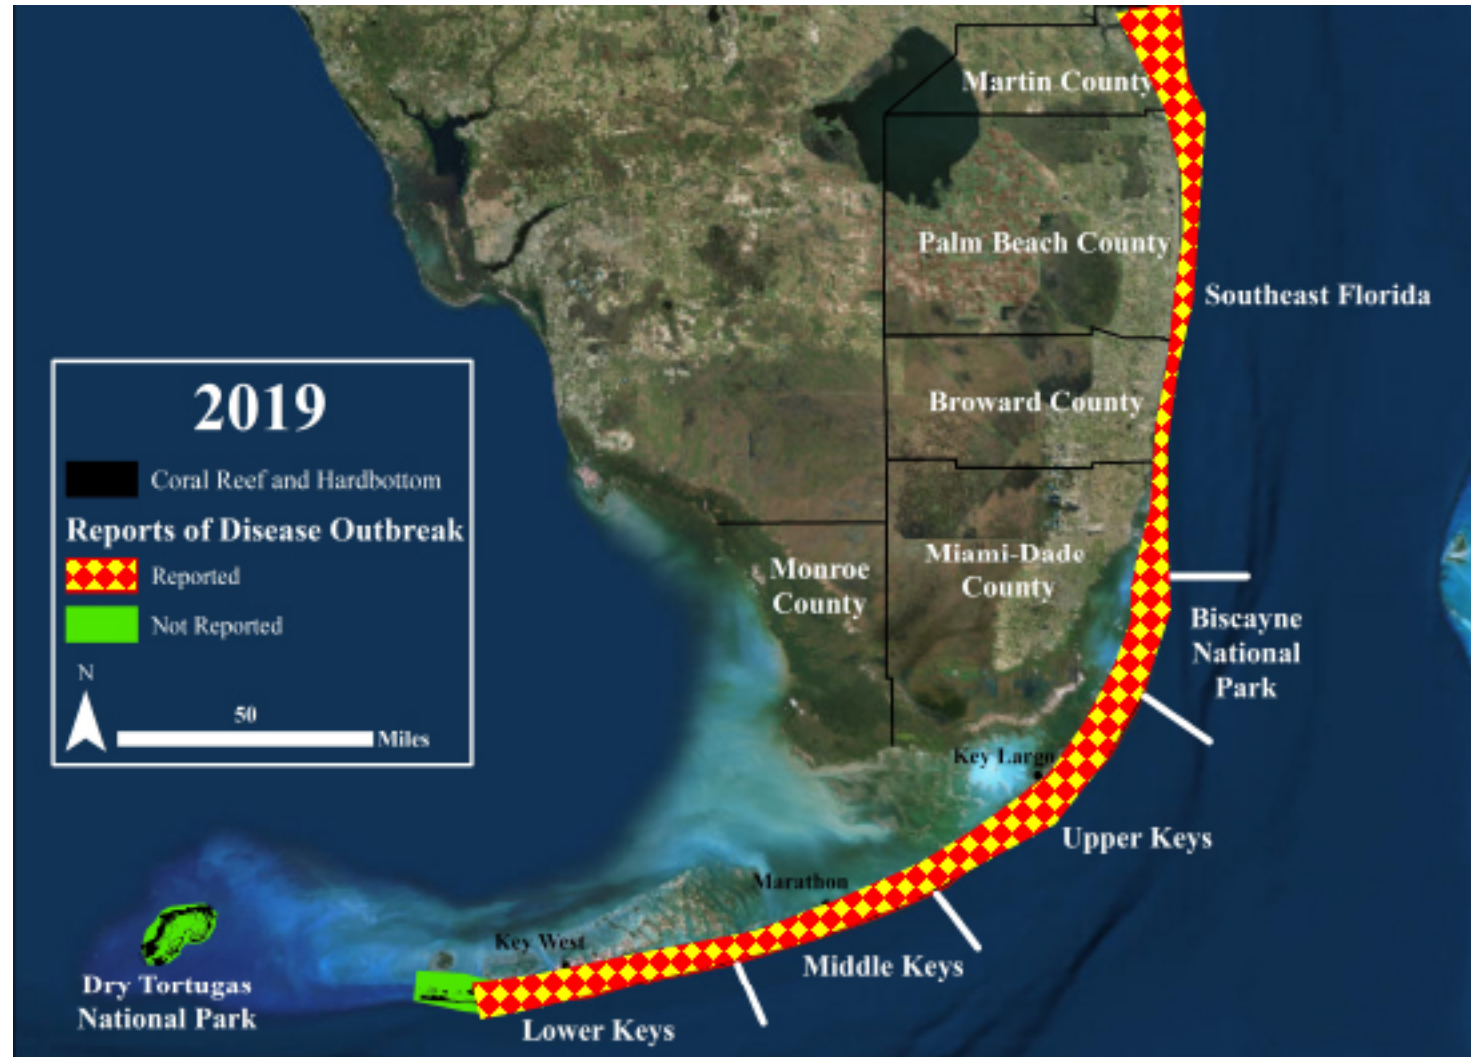 Martin County
Palm Beach County
Southeast Florida
2019
Broward County
Coral Reef and Hardbottom
Reports of Disease Outbreak
Reported
Not Reported
Monroe
County
Miami-Dade
County
Biscayne
National
Park
N
50
Miles
Key Largo
Upper Keys
Marathon
Key West
Middle Keys
Dry Tortugas
National Park
Lower Keys